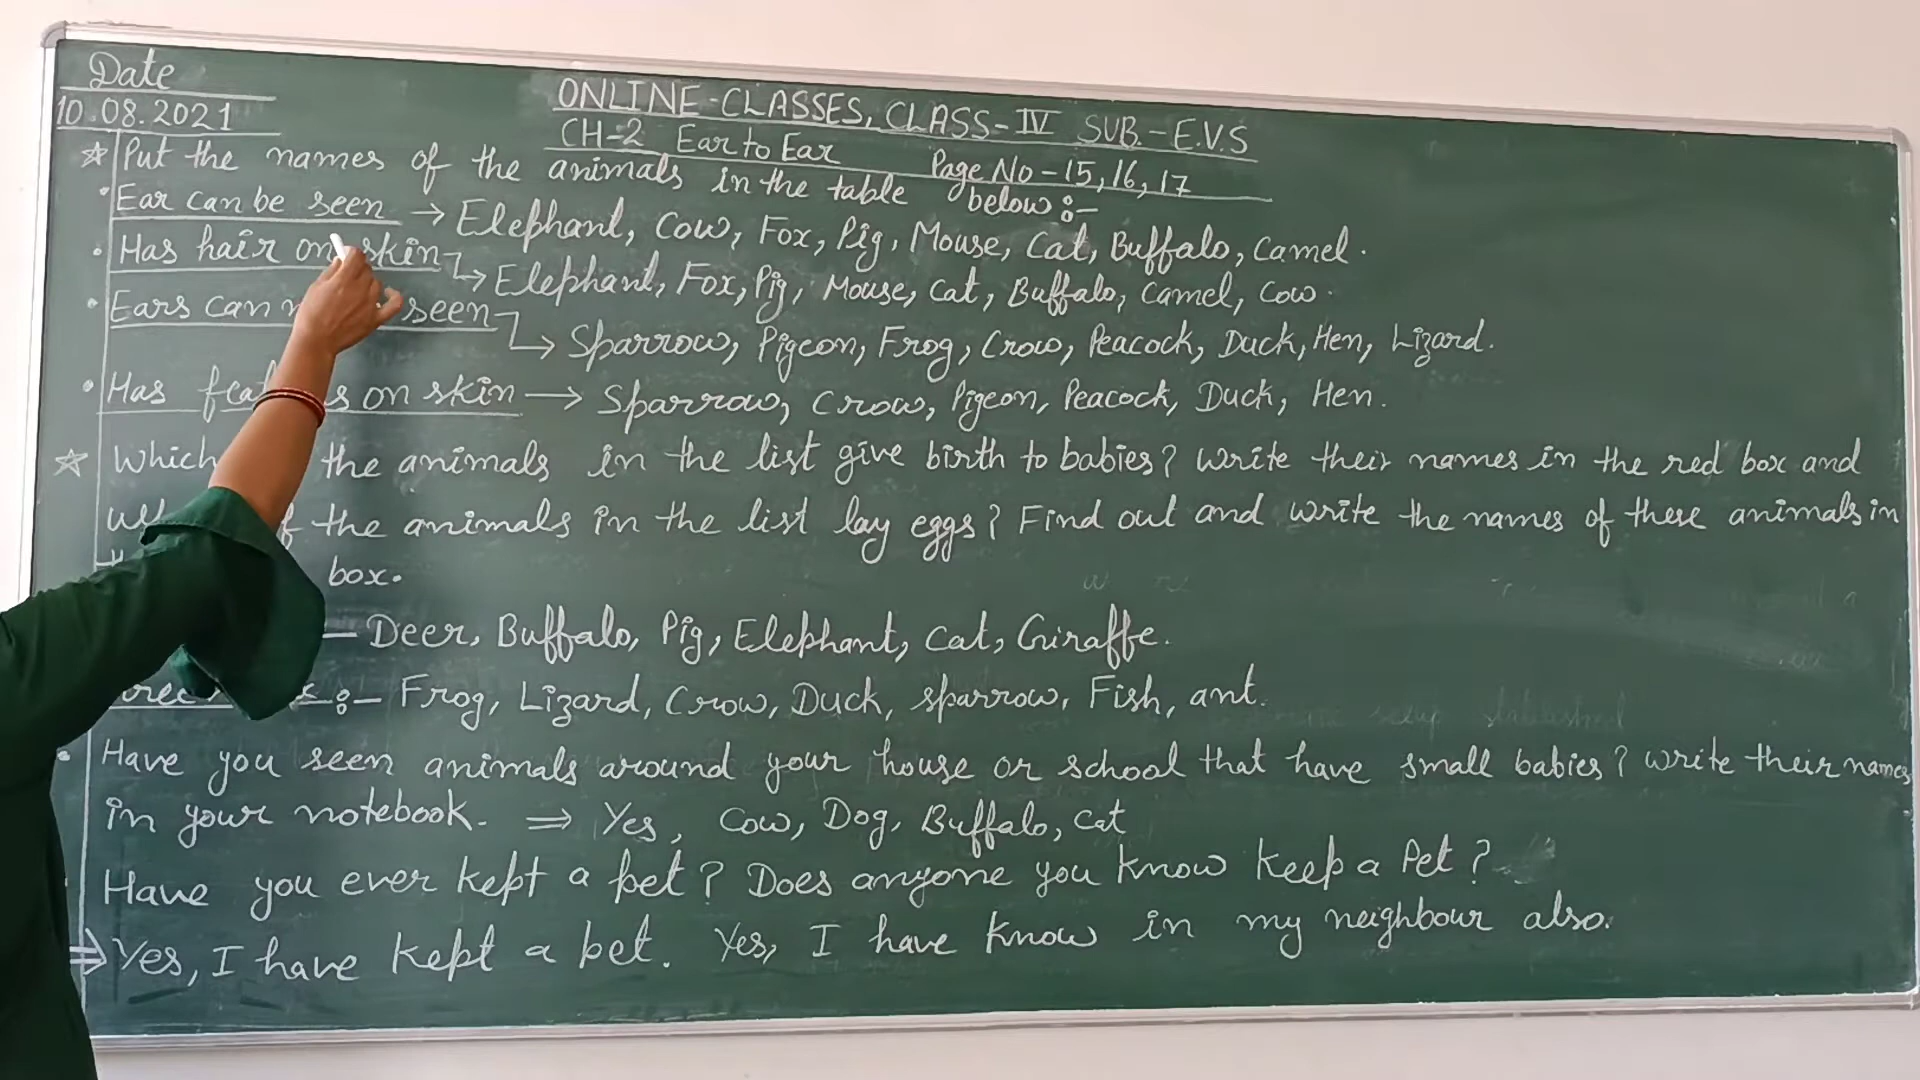 Date
10.08.2021
ONLINE-CLASSES, CLASS-IV SUB.-E.V.S
CH-2 Ear to Ear Page No-15,16,17
☆ Put the names of the animals in the table below:-
• Ear can be seen → Elephant, Cow, Fox, Pig, Mouse, Cat, Buffalo, Camel.
• Has hair on skin → Elephant, Fox, Pig, Mouse, Cat, Buffalo, Camel, Cow.
• Ears can seen → Sparrow, Pigeon, Frog, Crow, Peacock, Duck, Hen, Lizard.
• Has on skin → Sparrow, Crow, Pigeon, Peacock, Duck, Hen.
☆ Which the animals in the list give birth to babies? Write their names in the red box and
the animals in the list lay eggs? Find out and write the names of these animals in
box.
- Deer, Buffalo, Pig, Elephant, Cat, Giraffe.
:- Frog, Lizard, Crow, Duck, sparrow, Fish, ant.
• Have you seen animals around your house or school that have small babies? Write their names
in your notebook. ⇒ Yes, Cow, Dog, Buffalo, Cat
Have you ever kept a pet? Does anyone you know keep a Pet?
⇒ Yes, I have kept a pet. Yes, I have know in my neighbour also.